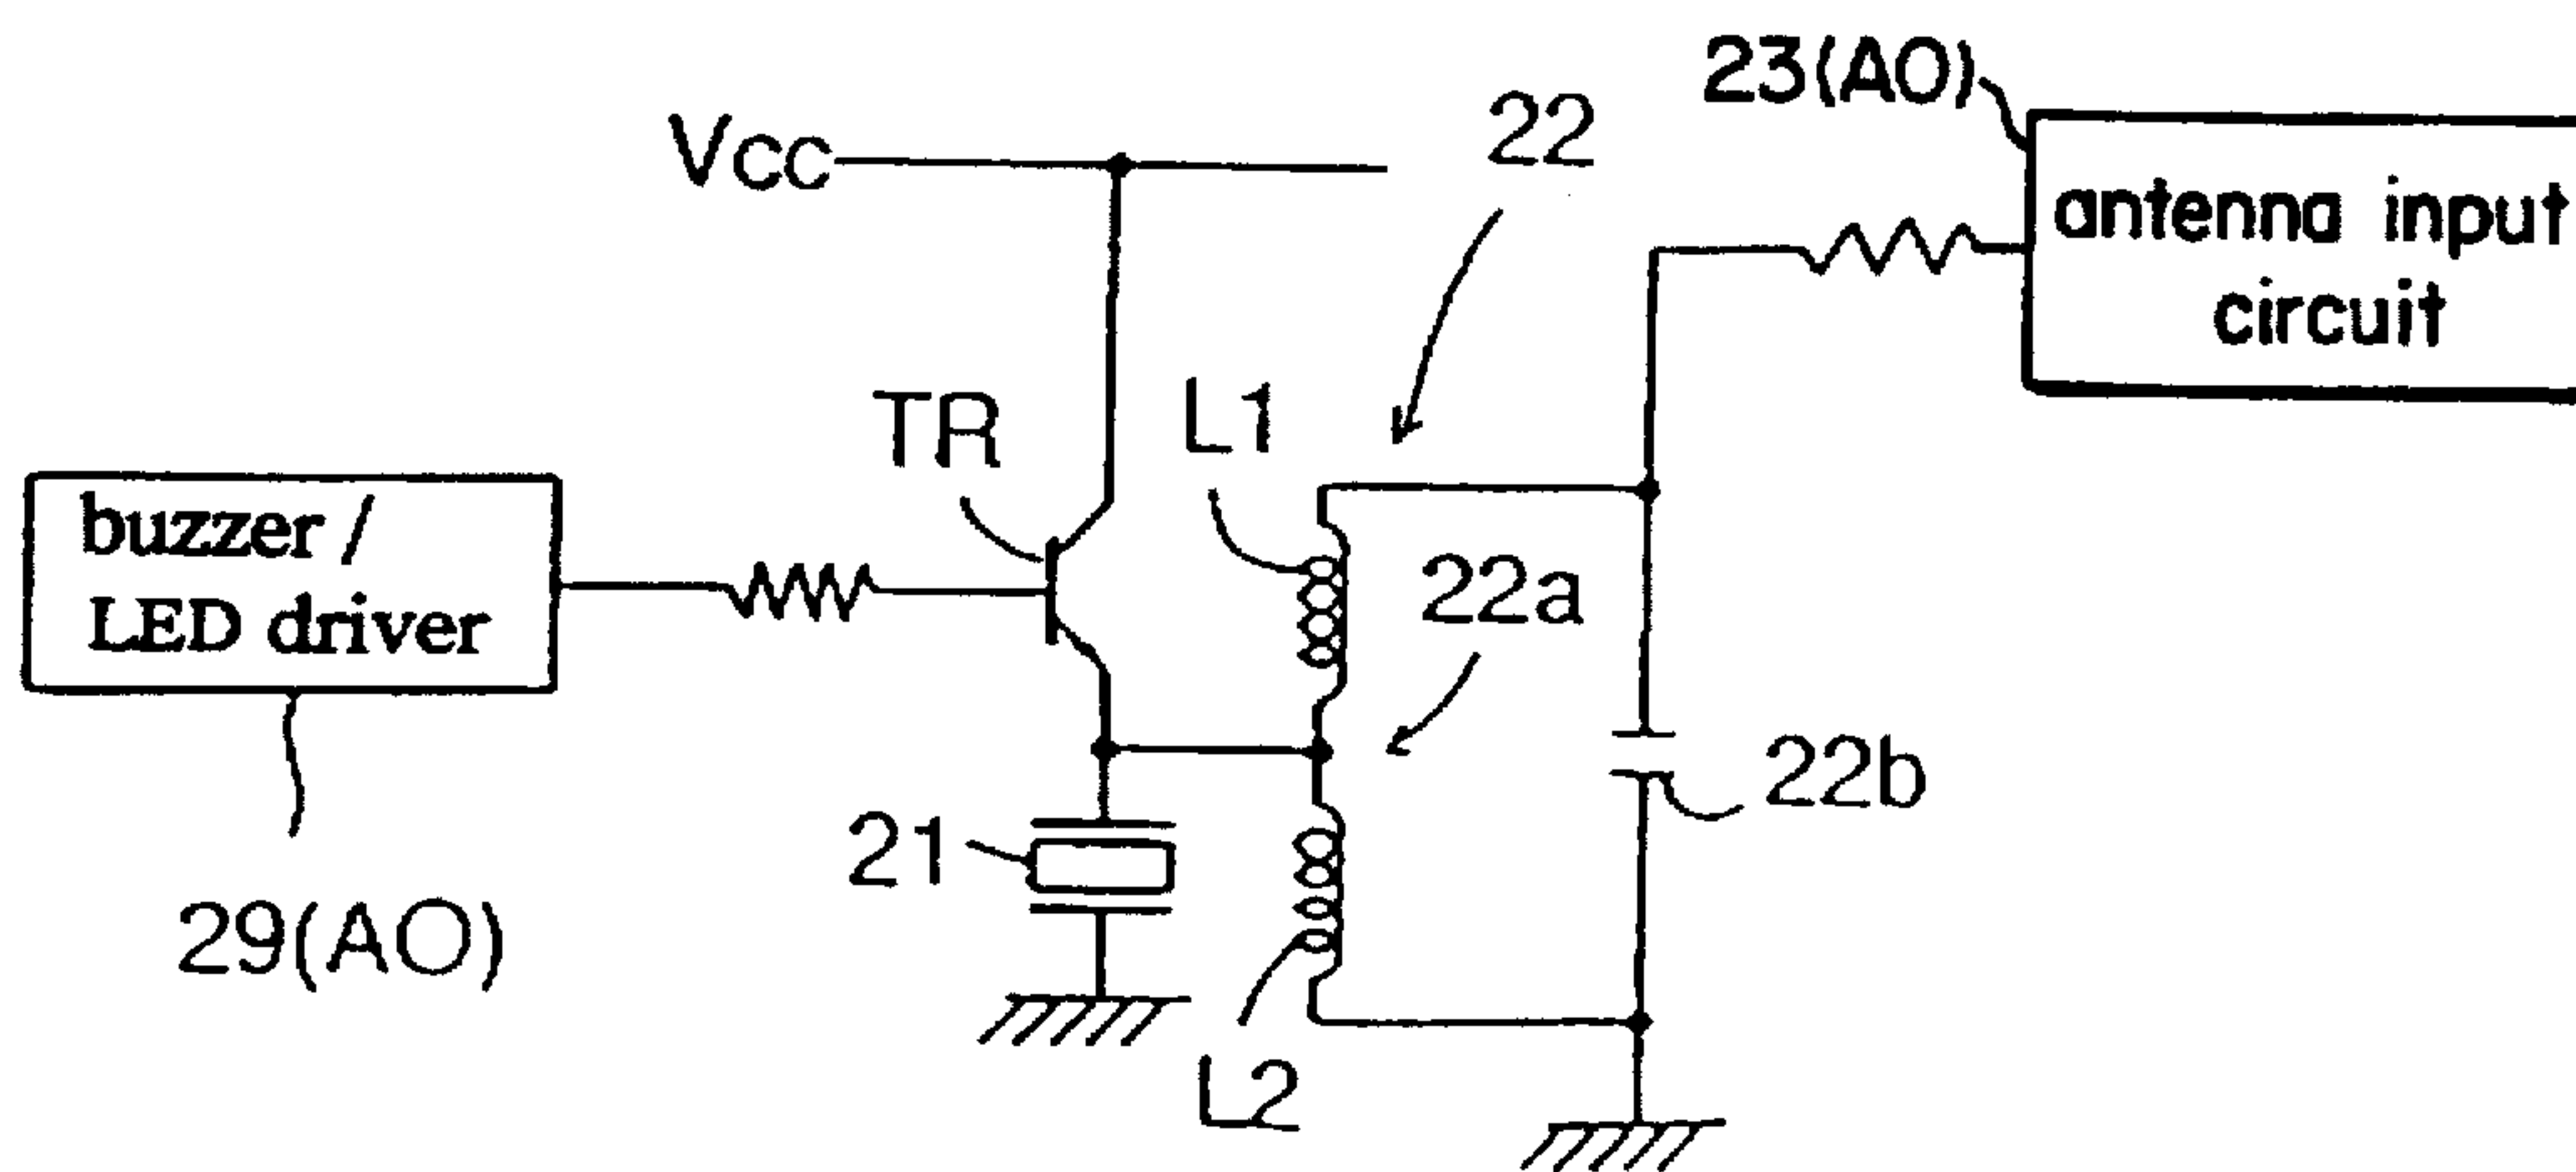 23(AO)
22
Vcc
antenna input
circuit
TR
L1
buzzer /
LED driver
22a
22b
21
29(AO)
L2